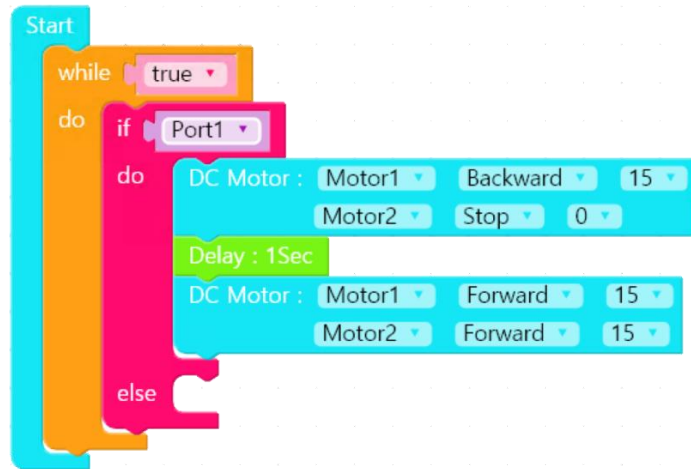 Start
while true
do if Port1
do DC Motor : Motor1 Backward 15
Motor2 Stop 0
Delay : 1Sec
DC Motor : Motor1 Forward 15
Motor2 Forward 15
else